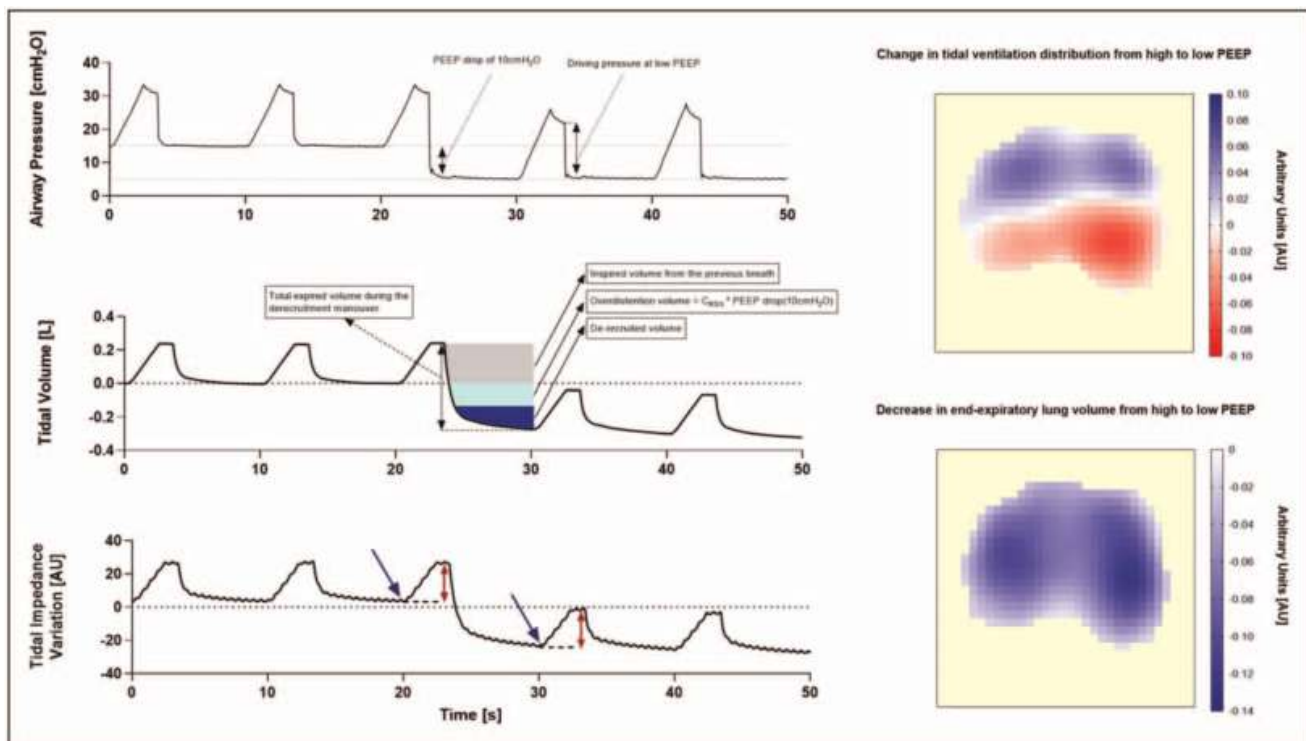 Airway Pressure [cmH₂O]
40
30
20
10
0
0 10 20 30 40 50
PEEP drop of 10cmH₂O
Driving pressure at low PEEP
Tidal Volume [L]
0.4
0.2
0.0
-0.2
-0.4
0 10 20 30 40 50
Total expired volume during the
derecruitment manouver
Inspired volume from the previous breath
Overdistention volume = C * PEEP drop(10cmH₂O)
De-recruited volume
Tidal Impedance
Variation [AU]
40
20
0
-20
-40
0 10 20 30 40 50
Time [s]
Change in tidal ventilation distribution from high to low PEEP
0.10
0.08
0.06
0.04
0.02
0
-0.02
-0.04
-0.06
-0.08
-0.10
Arbitrary Units [AU]
Decrease in end-expiratory lung volume from high to low PEEP
0
-0.02
-0.04
-0.06
-0.08
-0.10
-0.12
-0.14
Arbitrary Units [AU]